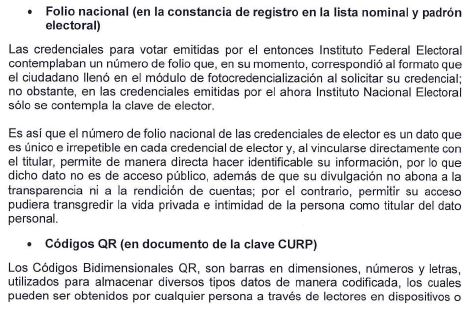 • Folio nacional (en la constancia de registro en la lista nominal y padrón
electoral)
Las credenciales para votar emitidas por el entonces Instituto Federal Electoral
contemplaban un número de folio que, en su momento, correspondió al formato que
el ciudadano llenó en el módulo de fotocredencialización al solicitar su credencial;
no obstante, en las credenciales emitidas por el ahora Instituto Nacional Electoral
sólo se contempla la clave de elector.
Es así que el número de folio nacional de las credenciales de elector es un dato que
es único e irrepetible en cada credencial de elector y, al vincularse directamente con
el titular, permite de manera directa hacer identificable su información, por lo que
dicho dato no es de acceso público, además de que su divulgación no abona a la
transparencia ni a la rendición de cuentas; por el contrario, permitir su acceso
pudiera transgredir la vida privada e intimidad de la persona como titular del dato
personal.
• Códigos QR (en documento de la clave CURP)
Los Códigos Bidimensionales QR, son barras en dimensiones, números y letras,
utilizados para almacenar diversos tipos datos de manera codificada, los cuales
pueden ser obtenidos por cualquier persona a través de lectores en dispositivos o